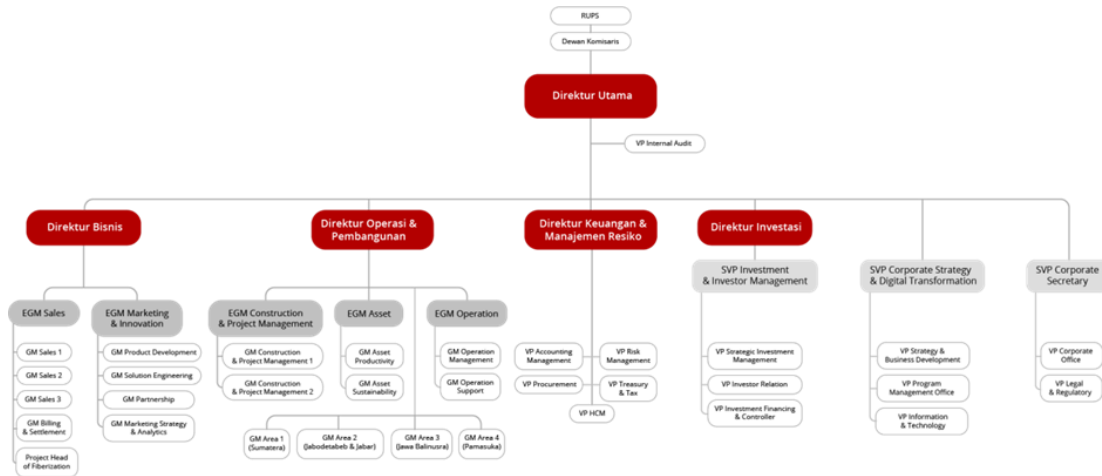 RUPS
Dewan Komisaris
Direktur Utama
VP Internal Audit
Direktur Bisnis
Direktur Operasi &
Pembangunan
Direktur Keuangan &
Manajemen Resiko
Direktur Investasi
SVP Investment
& Investor Management
SVP Corporate Strategy
& Digital Transformation
SVP Corporate
Secretary
EGM Sales
EGM Marketing
& Innovation
EGM Construction
& Project Management
EGM Asset
EGM Operation
GM Sales 1
GM Sales 2
GM Sales 3
GM Billing
& Settlement
Project Head
of Fiberization
GM Product Development
GM Solution Engineering
GM Partnership
GM Marketing Strategy
& Analytics
GM Construction
& Project Management 1
GM Construction
& Project Management 2
GM Asset
Productivity
GM Asset
Sustainability
GM Operation
Management
GM Operation Support
GM Area 1
(Sumatera)
GM Area 2
(Jabodetabeb & Jabar)
GM Area 3
(Jawa Balinusra)
GM Area 4
(Pamasuka)
VP Accounting
Management
VP Risk
Management
VP Procurement
VP Treasury
& Tax
VP HCM
VP Strategic Investment
Management
VP Investor Relation
VP Investment Financing
& Controller
VP Strategy &
Business Development
VP Program
Management Office
VP Information
& Technology
VP Corporate
Office
VP Legal
& Regulatory